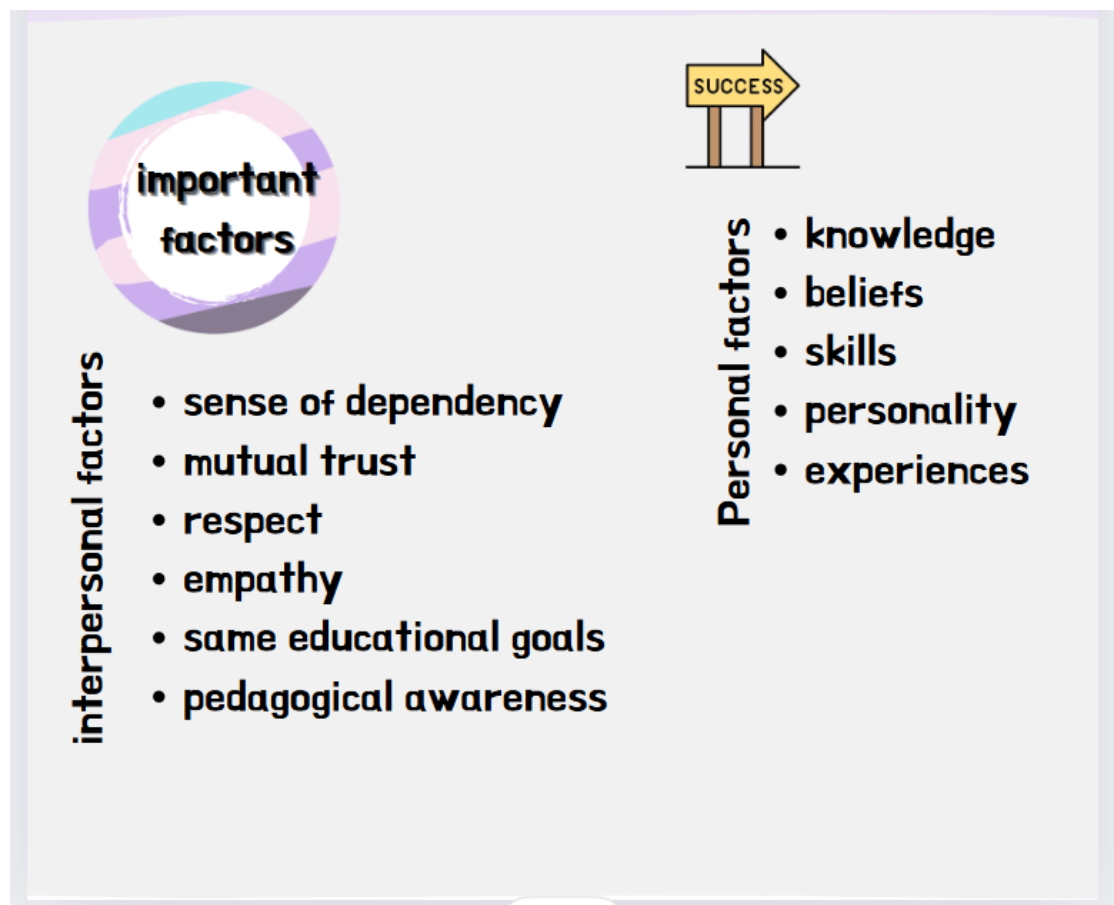 SUCCESS
important
factors
Personal factors
• knowledge
• beliefs
• skills
• personality
• experiences
interpersonal factors
• sense of dependency
• mutual trust
• respect
• empathy
• same educational goals
• pedagogical awareness